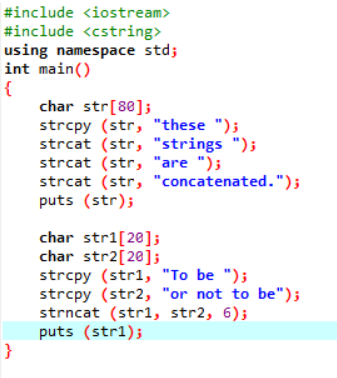 #include <iostream>
#include <cstring>
using namespace std;
int main()
{
    char str[80];
    strcpy (str, "these ");
    strcat (str, "strings ");
    strcat (str, "are ");
    strcat (str, "concatenated.");
    puts (str);

    char str1[20];
    char str2[20];
    strcpy (str1, "To be ");
    strcpy (str2, "or not to be");
    strncat (str1, str2, 6);
    puts (str1);
}